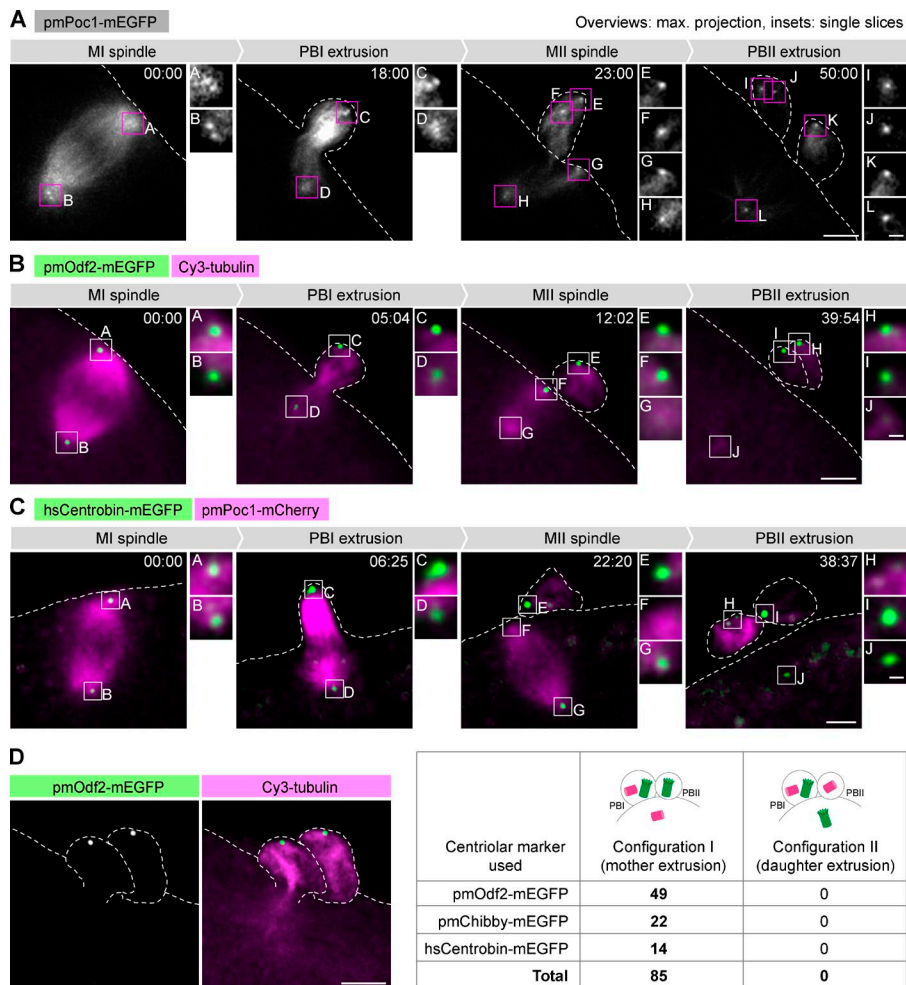 A pmPoc1-mEGFP Overviews: max. projection, insets: single slices
MI spindle PBI extrusion MII spindle PBII extrusion
00:00 A B A B
18:00 C D C D
23:00 F E G H E F G H
50:00 I J K L I J K L
B pmOdf2-mEGFP Cy3-tubulin
MI spindle PBI extrusion MII spindle PBII extrusion
00:00 A B A B
05:04 C D C D
12:02 E F G E F G
39:54 I H J H I J
C hsCentrobin-mEGFP pmPoc1-mCherry
MI spindle PBI extrusion MII spindle PBII extrusion
00:00 A B A B
06:25 C D C D
22:20 E F G E F G
38:37 H I J H I J
D
pmOdf2-mEGFP Cy3-tubulin
PBI PBII PBI PBII
Centriolar marker used Configuration I (mother extrusion) Configuration II (daughter extrusion)
pmOdf2-mEGFP 49 0
pmChibby-mEGFP 22 0
hsCentrobin-mEGFP 14 0
Total 85 0